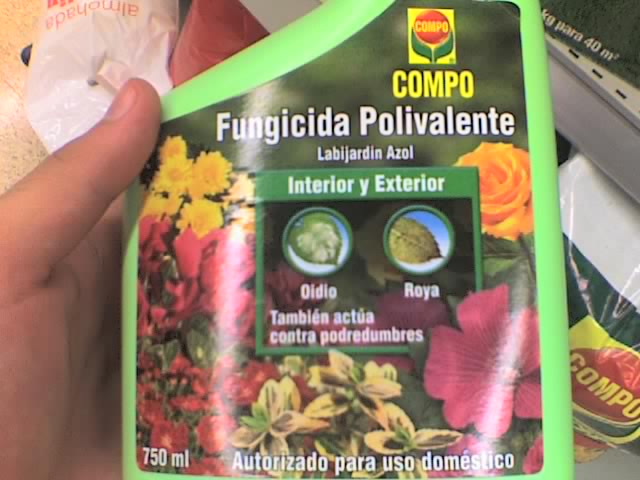 almohada
kg para 40 m²
COMPO
COMPO
Fungicida Polivalente
Labijardin Azol
Interior y Exterior
Oidio
Roya
También actúa
contra podredumbres
COMPO
750 ml
Autorizado para uso doméstico